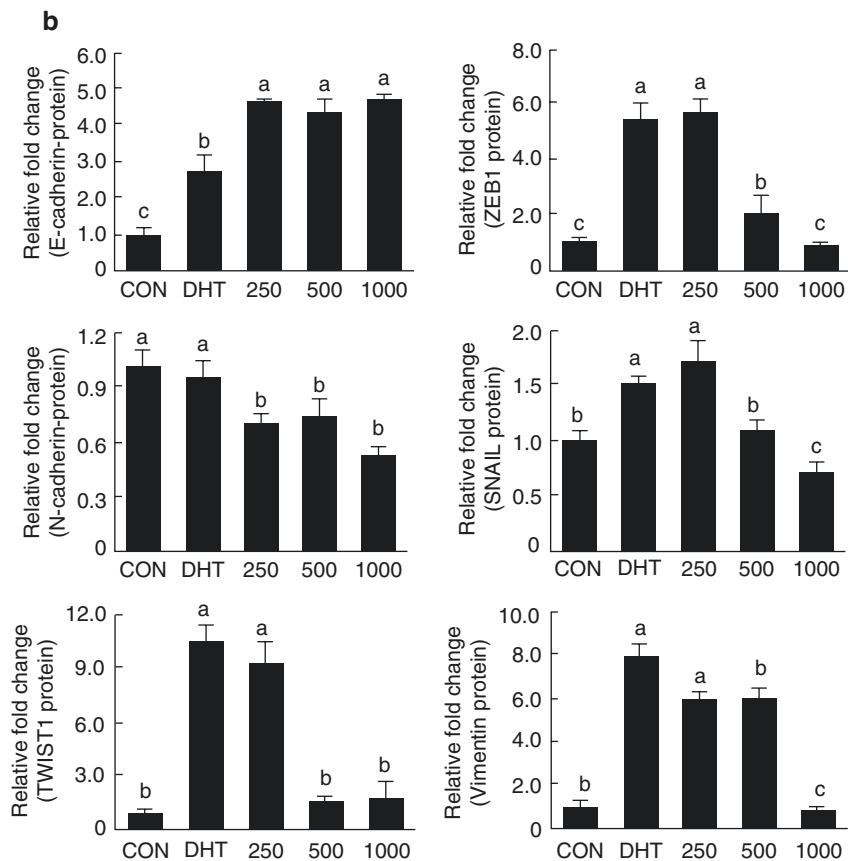 b
Relative fold change
(E-cadherin-protein)
6.0
5.0
4.0
3.0
2.0
1.0
0
c
b
a
a
a
CON DHT 250 500 1000
Relative fold change
(ZEB1 protein)
8.0
6.0
4.0
2.0
0
c
a
a
b
c
CON DHT 250 500 1000
Relative fold change
(N-cadherin-protein)
1.2
0.9
0.6
0.3
0
a
a
b
b
b
CON DHT 250 500 1000
Relative fold change
(SNAIL protein)
2.0
1.5
1.0
0.5
0
b
a
a
b
c
CON DHT 250 500 1000
Relative fold change
(TWIST1 protein)
12.0
9.0
6.0
3.0
0
b
a
a
b
b
CON DHT 250 500 1000
Relative fold change
(Vimentin protein)
10.0
8.0
6.0
4.0
2.0
0
b
a
a
b
c
CON DHT 250 500 1000